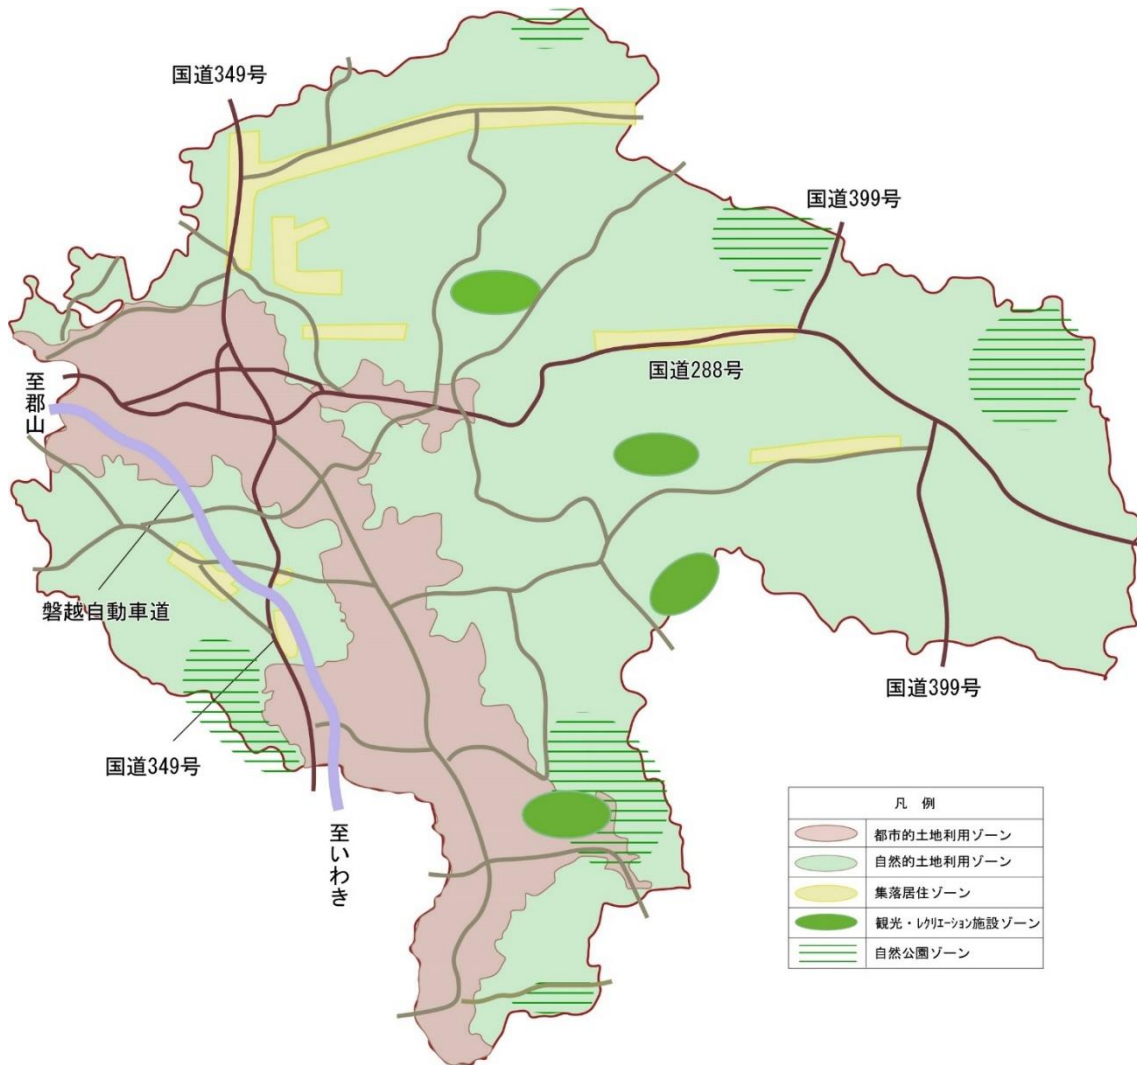 国道349号
国道399号
国道288号
至郡山
磐越自動車道
国道399号
国道349号
至いわき
凡 例
都市的土地利用ゾーン
自然的土地利用ゾーン
集落居住ゾーン
観光・ﾚｸﾘｴｰｼｮﾝ施設ゾーン
自然公園ゾーン